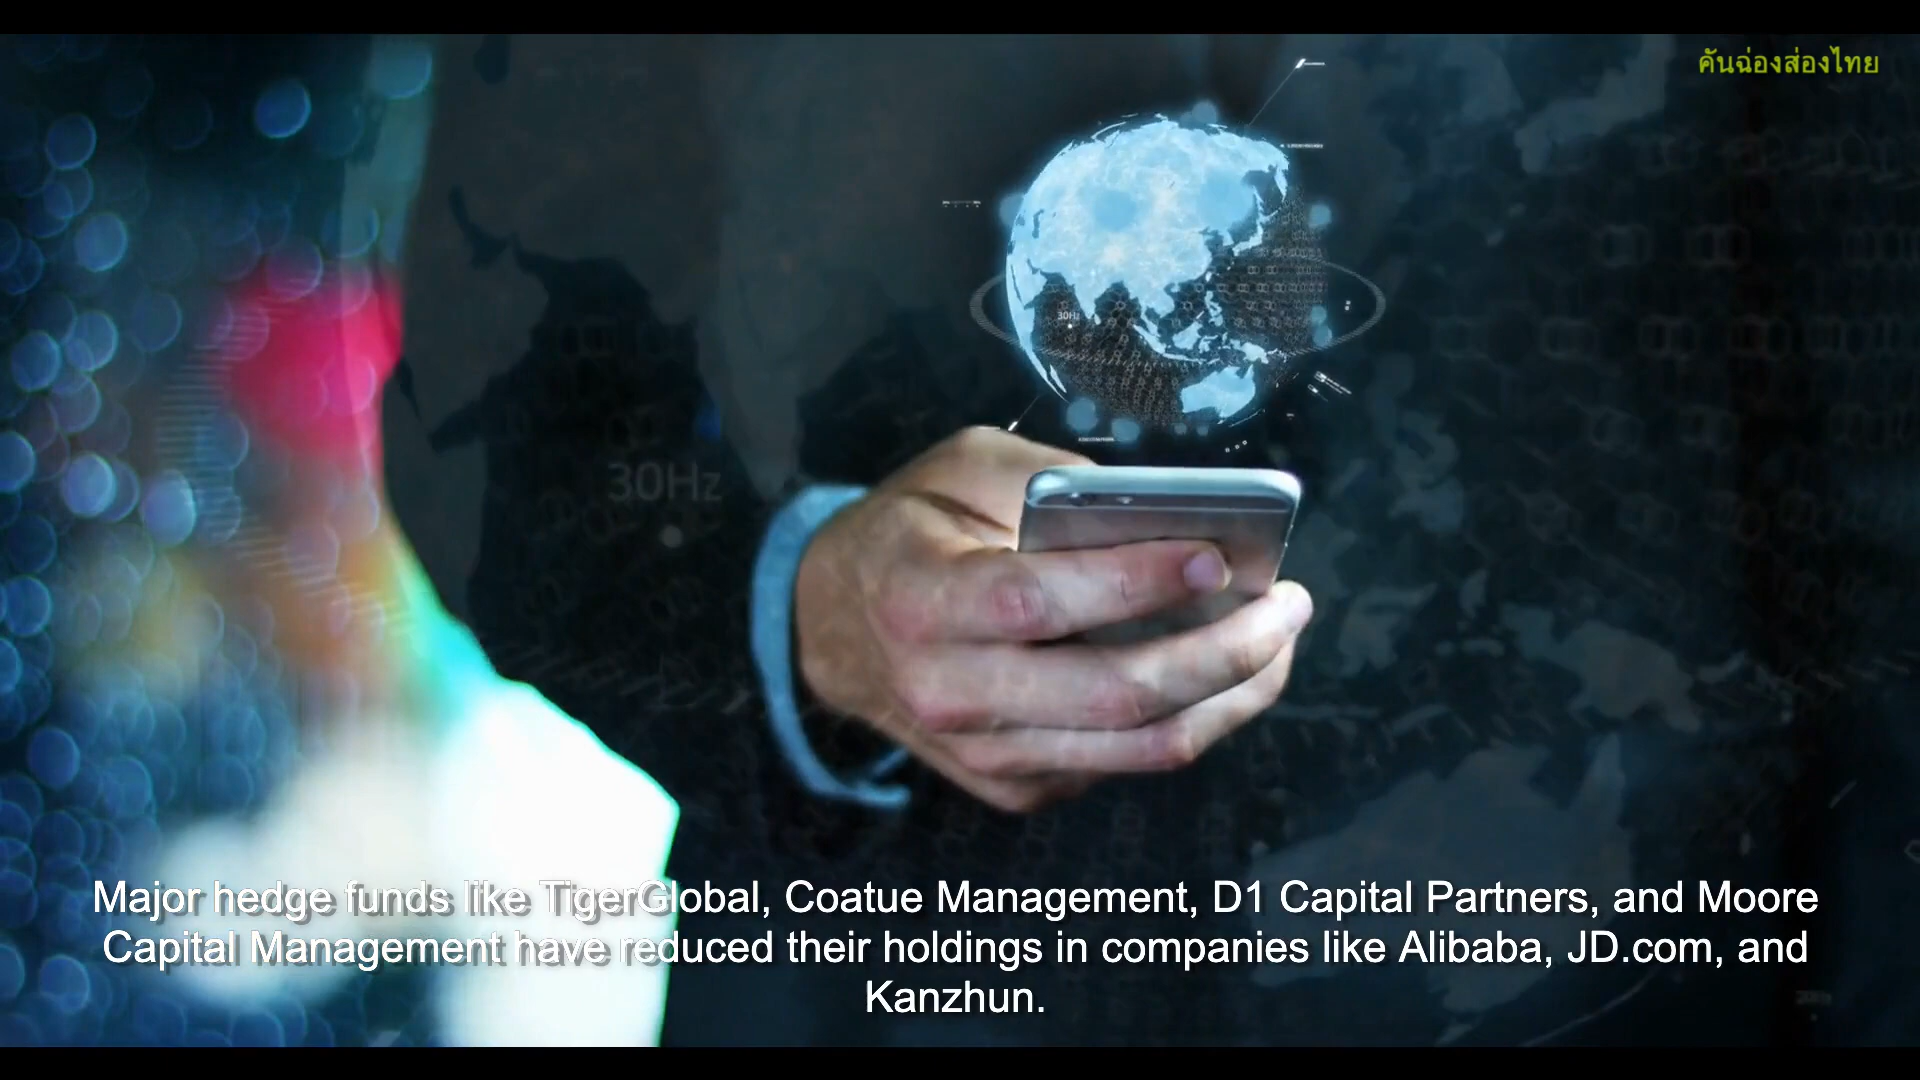 คันฉ่องส่องไทย
30Hz
30Hz
Major hedge funds like TigerGlobal, Coatue Management, D1 Capital Partners, and Moore
Capital Management have reduced their holdings in companies like Alibaba, JD.com, and
Kanzhun.